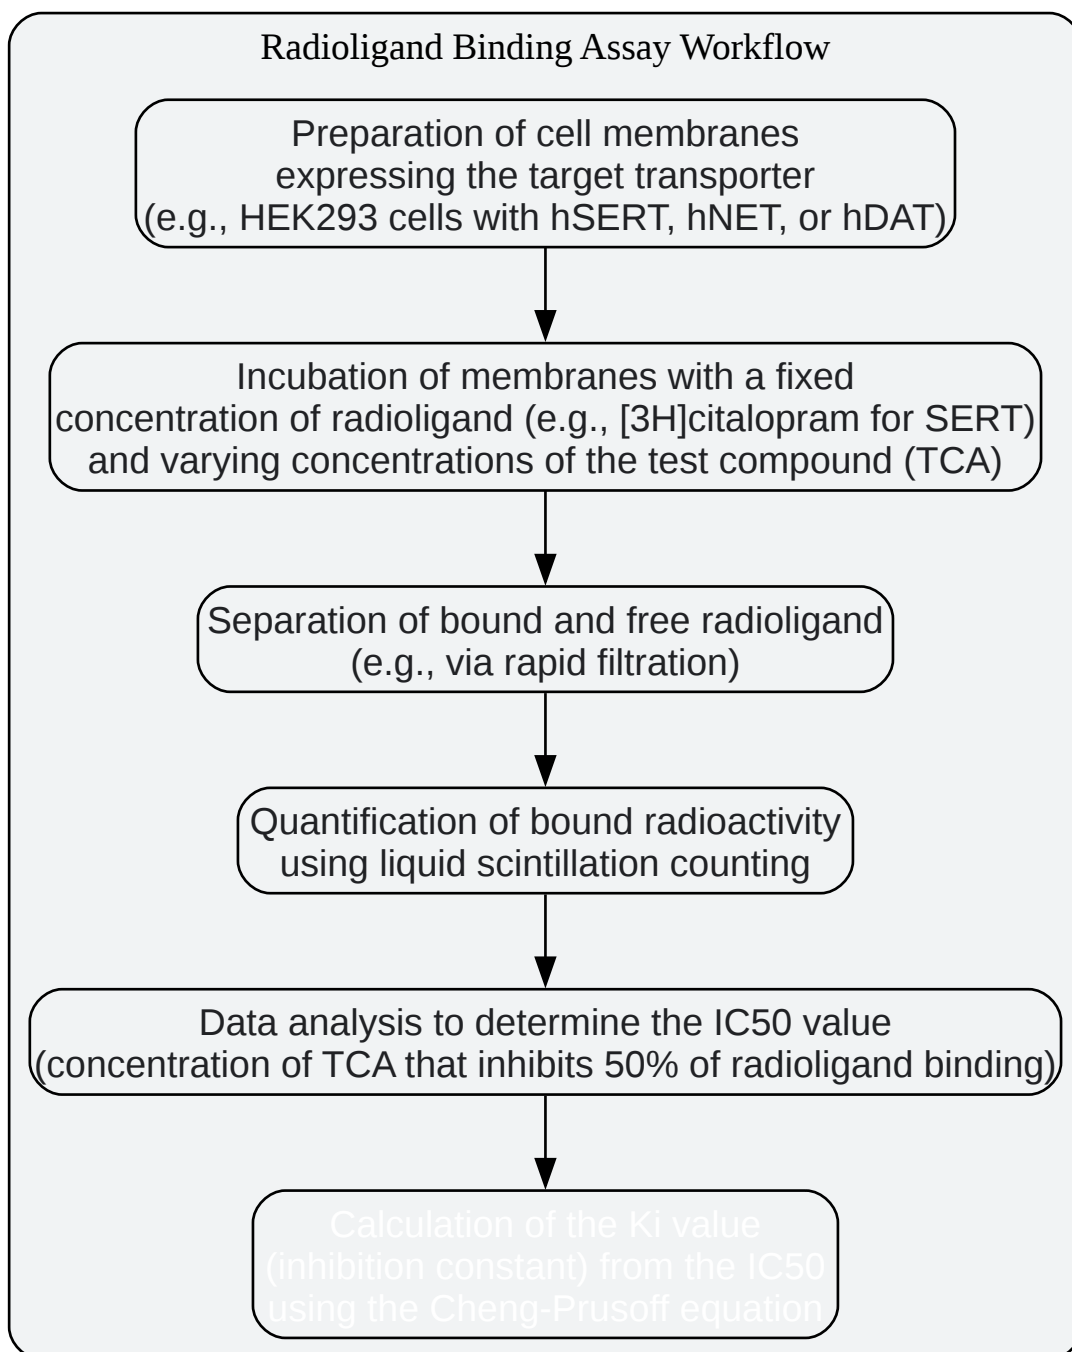 Radioligand Binding Assay Workflow
Preparation of cell membranes
expressing the target transporter
(e.g., HEK293 cells with hSERT, hNET, or hDAT)
Incubation of membranes with a fixed
concentration of radioligand (e.g., [3H]citalopram for SERT)
and varying concentrations of the test compound (TCA)
Separation of bound and free radioligand
(e.g., via rapid filtration)
Quantification of bound radioactivity
using liquid scintillation counting
Data analysis to determine the IC50 value
(concentration of TCA that inhibits 50% of radioligand binding)
Calculation of the Ki value
(inhibition constant) from the IC50
using the Cheng-Prusoff equation